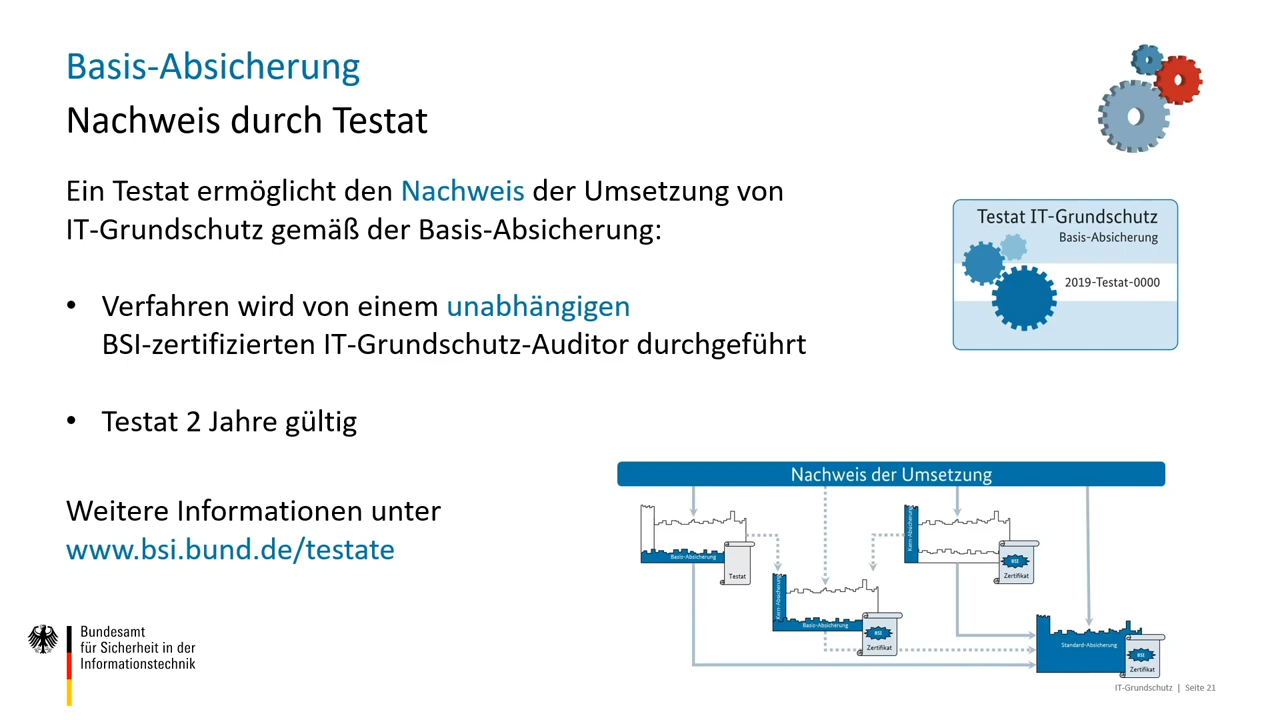 Basis-Absicherung
Nachweis durch Testat
Ein Testat ermöglicht den Nachweis der Umsetzung von
IT-Grundschutz gemäß der Basis-Absicherung:
• Verfahren wird von einem unabhängigen
BSI-zertifizierten IT-Grundschutz-Auditor durchgeführt
• Testat 2 Jahre gültig
Weitere Informationen unter
www.bsi.bund.de/testate
Testat IT-Grundschutz
Basis-Absicherung
2019-Testat-0000
Nachweis der Umsetzung
Basis-Absicherung
Testat
Kern-Absicherung
BSI
Zertifikat
Kern-Absicherung
Basis-Absicherung
BSI
Zertifikat
Standard-Absicherung
BSI
Zertifikat
Bundesamt
für Sicherheit in der
Informationstechnik
IT-Grundschutz | Seite 21